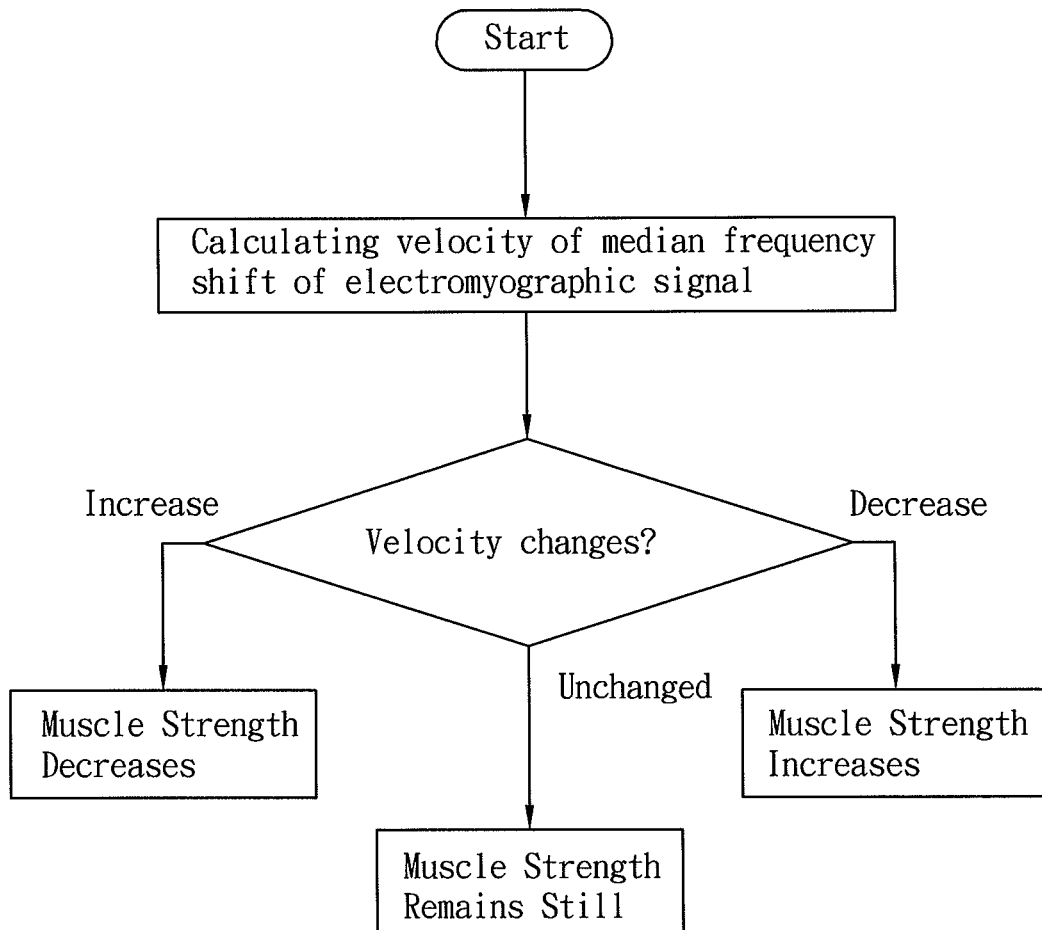 Start
Calculating velocity of median frequency
shift of electromyographic signal
Increase
Decrease
Velocity changes?
Unchanged
Muscle Strength
Decreases
Muscle Strength
Increases
Muscle Strength
Remains Still